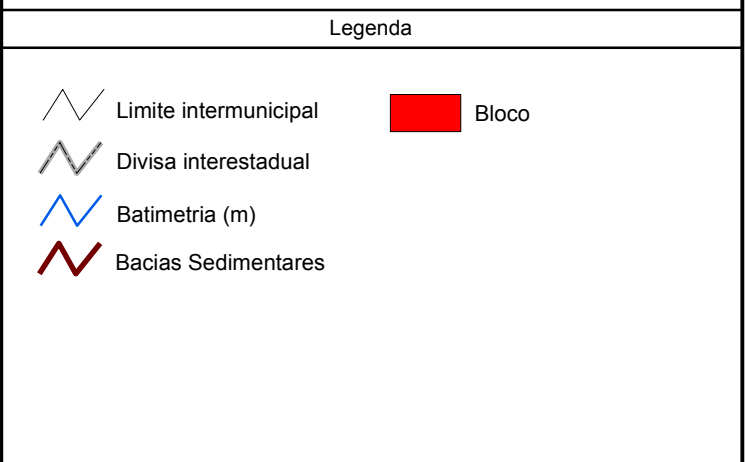 Legenda
Limite intermunicipal
Bloco
Divisa interestadual
Batimetria (m)
Bacias Sedimentares